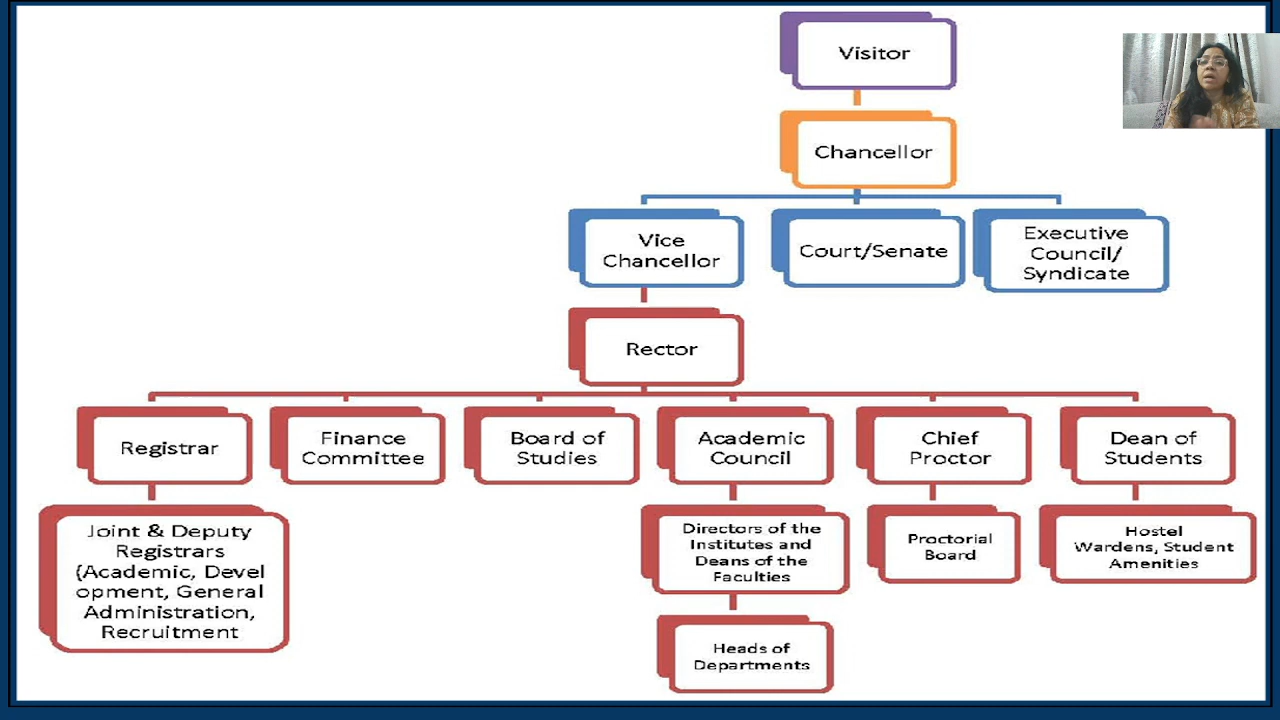 Visitor
Chancellor
Vice
Chancellor
Court/Senate
Executive
Council/
Syndicate
Rector
Registrar
Finance
Committee
Board of
Studies
Academic
Council
Chief
Proctor
Dean of
Students
Joint & Deputy
Registrars
(Academic, Devel
opment, General
Administration,
Recruitment
Directors of the
Institutes and
Deans of the
Faculties
Proctorial
Board
Hostel
Wardens, Student
Amenities
Heads of
Departments